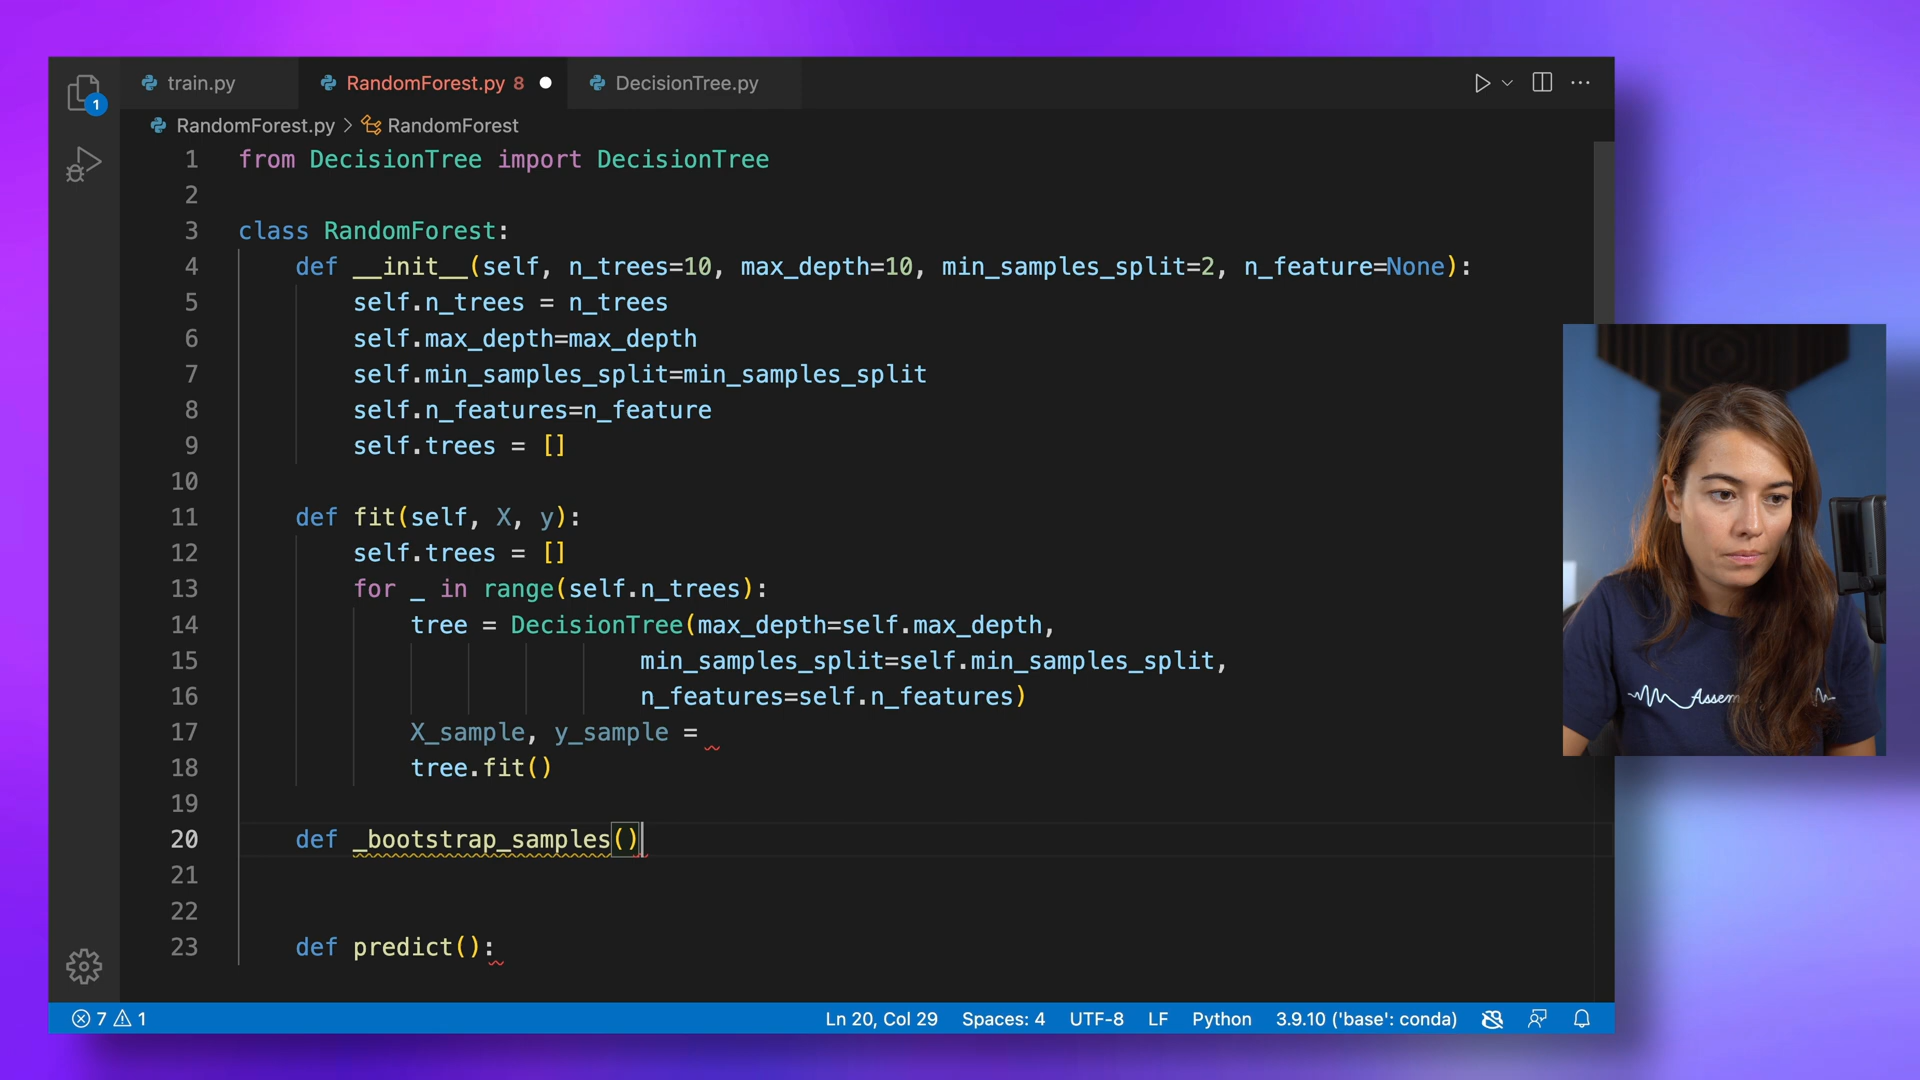 1
train.py
RandomForest.py 8
DecisionTree.py
RandomForest.py > RandomForest
1 from DecisionTree import DecisionTree
2
3 class RandomForest:
4 def __init__(self, n_trees=10, max_depth=10, min_samples_split=2, n_feature=None):
5 self.n_trees = n_trees
6 self.max_depth=max_depth
7 self.min_samples_split=min_samples_split
8 self.n_features=n_feature
9 self.trees = []
10
11 def fit(self, X, y):
12 self.trees = []
13 for _ in range(self.n_trees):
14 tree = DecisionTree(max_depth=self.max_depth,
15 min_samples_split=self.min_samples_split,
16 n_features=self.n_features)
17 X_sample, y_sample =
18 tree.fit()
19
20 def _bootstrap_samples()
21
22
23 def predict():
7 1
Ln 20, Col 29 Spaces: 4 UTF-8 LF Python 3.9.10 ('base': conda)